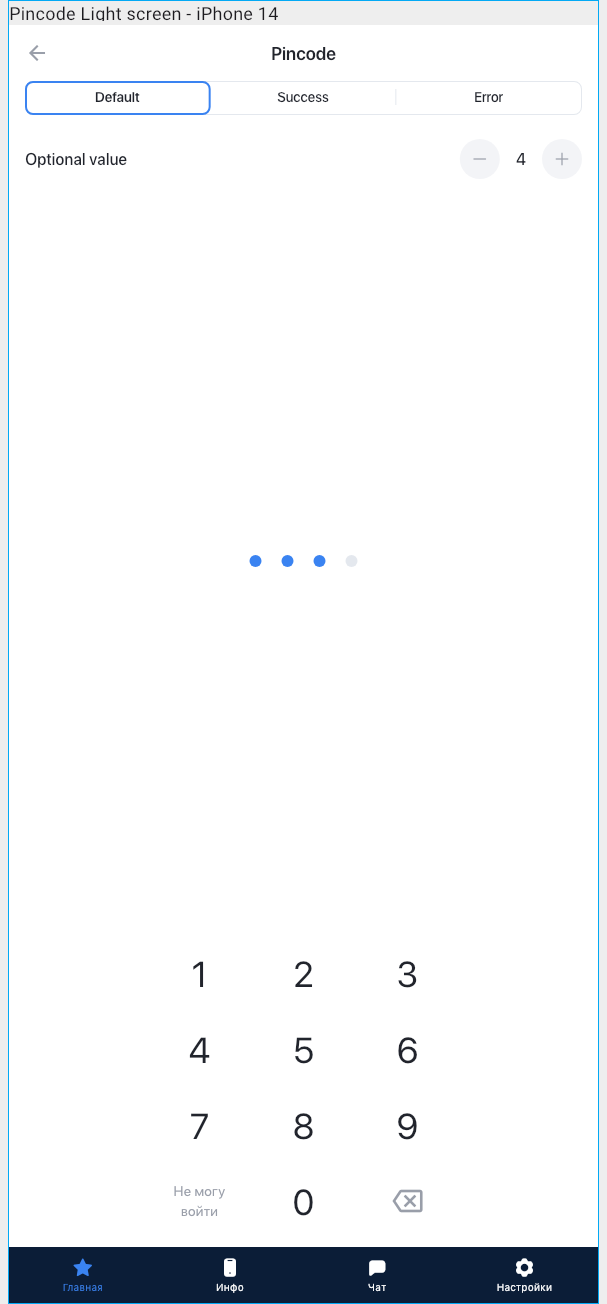 Pincode Light screen - iPhone 14
Pincode
Default Success Error
Optional value 4
1 2 3
4 5 6
7 8 9
Не могу
войти
0
Главная Инфо Чат Настройки